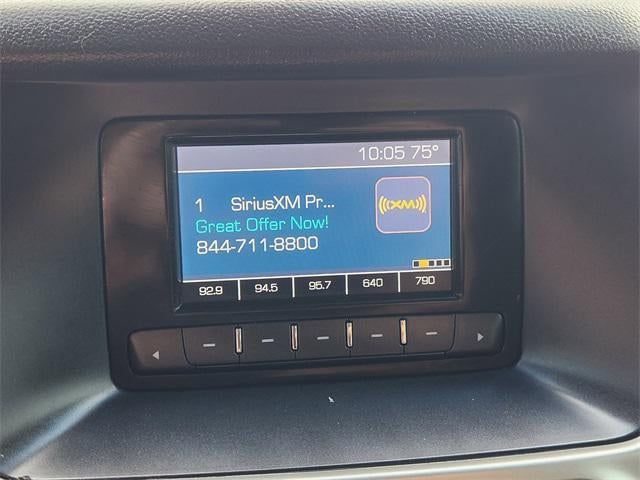 10:05 75°
1 SiriusXM Pr...
((XM))
Great Offer Now!
844-711-8800
92.9 94.5 95.7 640 790